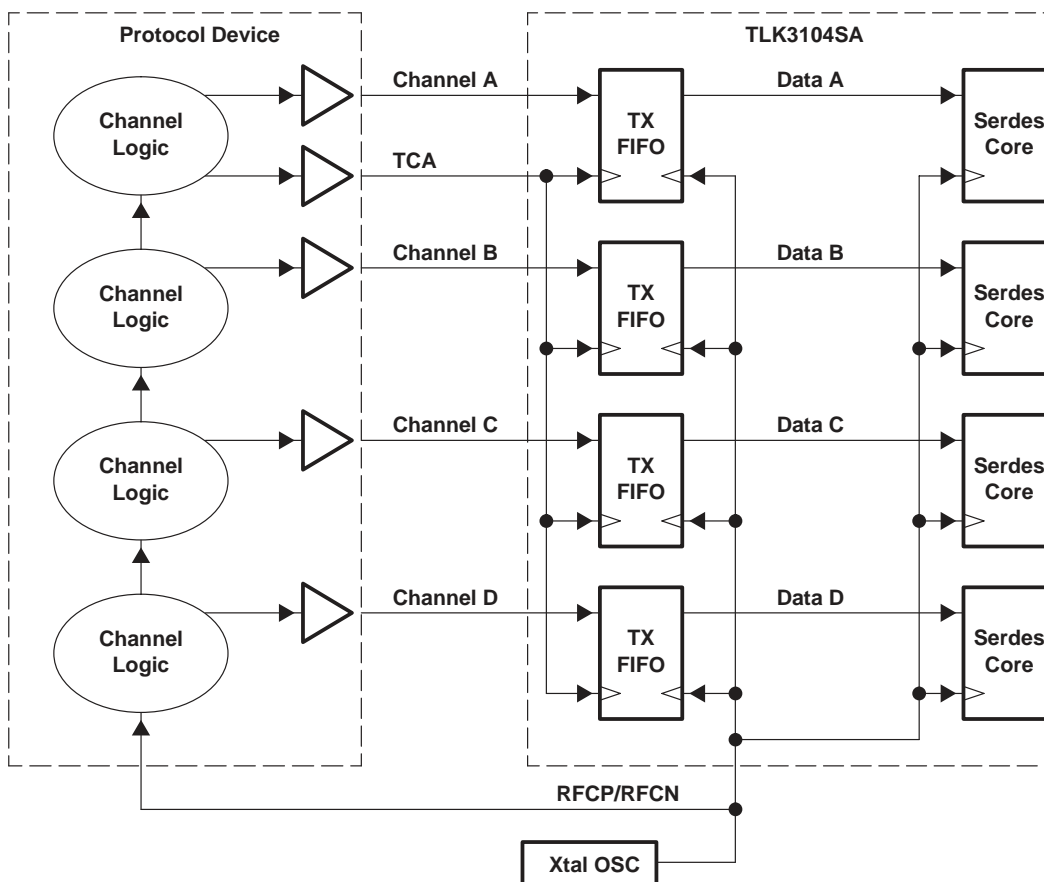 Protocol Device
TLK3104SA
Channel A
Data A
Channel
Logic
TX
FIFO
Serdes
Core
TCA
Channel B
Data B
Channel
Logic
TX
FIFO
Serdes
Core
Channel C
Data C
Channel
Logic
TX
FIFO
Serdes
Core
Channel D
Data D
Channel
Logic
TX
FIFO
Serdes
Core
RFCP/RFCN
Xtal OSC